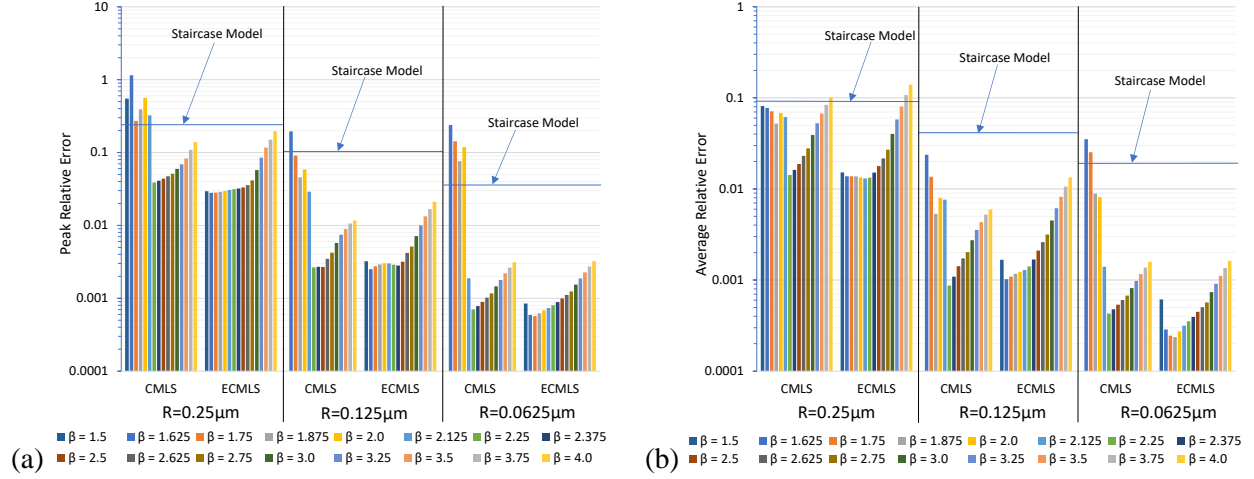 10
1
0.1
0.01
0.001
0.0001
Peak Relative Error
Staircase Model
Staircase Model
Staircase Model
CMLS ECMLS CMLS ECMLS CMLS ECMLS
R=0.25μm R=0.125μm R=0.0625μm
β = 1.5 β = 1.625 β = 1.75 β = 1.875 β = 2.0 β = 2.125 β = 2.25 β = 2.375
β = 2.5 β = 2.625 β = 2.75 β = 3.0 β = 3.25 β = 3.5 β = 3.75 β = 4.0
(a)
1
0.1
0.01
0.001
0.0001
Average Relative Error
Staircase Model
Staircase Model
Staircase Model
CMLS ECMLS CMLS ECMLS CMLS ECMLS
R=0.25μm R=0.125μm R=0.0625μm
β = 1.5 β = 1.625 β = 1.75 β = 1.875 β = 2.0 β = 2.125 β = 2.25 β = 2.375
β = 2.5 β = 2.625 β = 2.75 β = 3.0 β = 3.25 β = 3.5 β = 3.75 β = 4.0
(b)